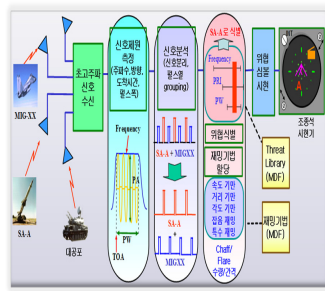 MIG-XX
SA-A
대공포
초고주파
신호
수신
신호제원
측정
(주파수,방향,
도착시간,
펄스폭)
Frequency
PA
PW
TOA
신호분석
(신호분리,
펄스열
grouping)
SA-A + MIGXX
SA-A
+
MIGXX
SA-A로 식별
Frequency
PRI
PW
위협식별
재밍기법
할당
속도 기만
거리 기만
각도 기만
잡음 재밍
특수 재밍
Chaff/
Flare
수량/간격
위협
심볼
시현
조종석
시현기
Threat
Library
(MDF)
재밍기법
(MDF)